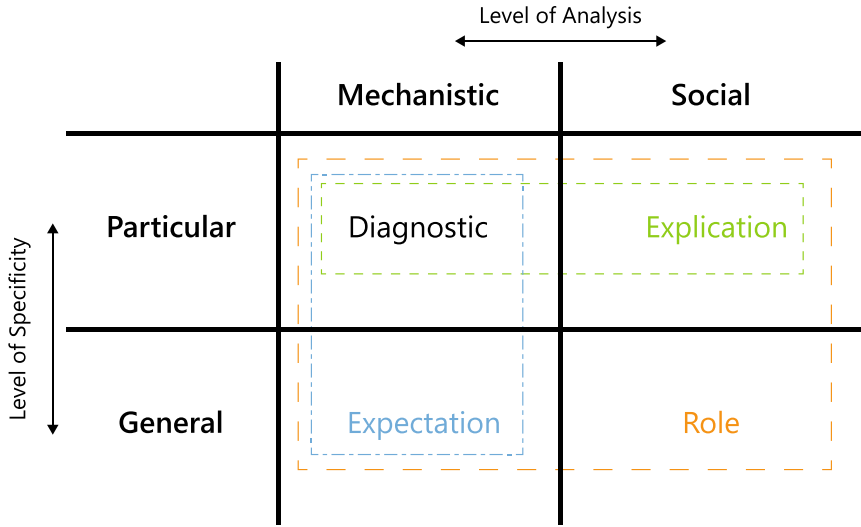 Level of Analysis
Mechanistic
Social
Level of Specificity
Particular
Diagnostic
Explication
General
Expectation
Role